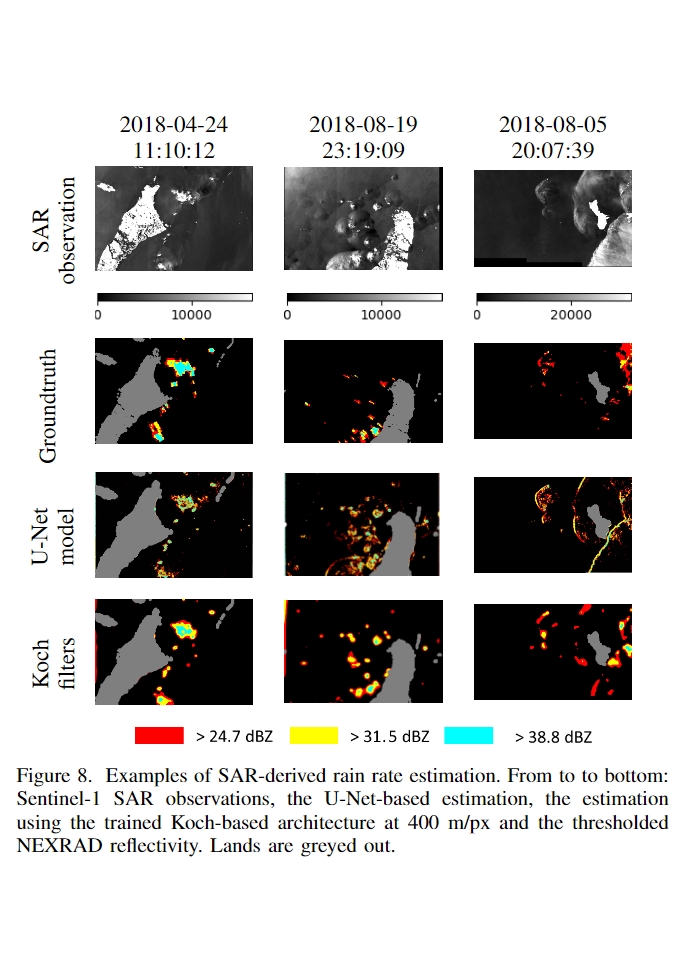 2018-04-24
11:10:12
2018-08-19
23:19:09
2018-08-05
20:07:39
SAR
observation
0
10000
0
10000
0
20000
Groundtruth
U-Net
model
Koch
filters
> 24.7 dBZ
> 31.5 dBZ
> 38.8 dBZ
Figure 8. Examples of SAR-derived rain rate estimation. From to to bottom:
Sentinel-1 SAR observations, the U-Net-based estimation, the estimation
using the trained Koch-based architecture at 400 m/px and the thresholded
NEXRAD reflectivity. Lands are greyed out.